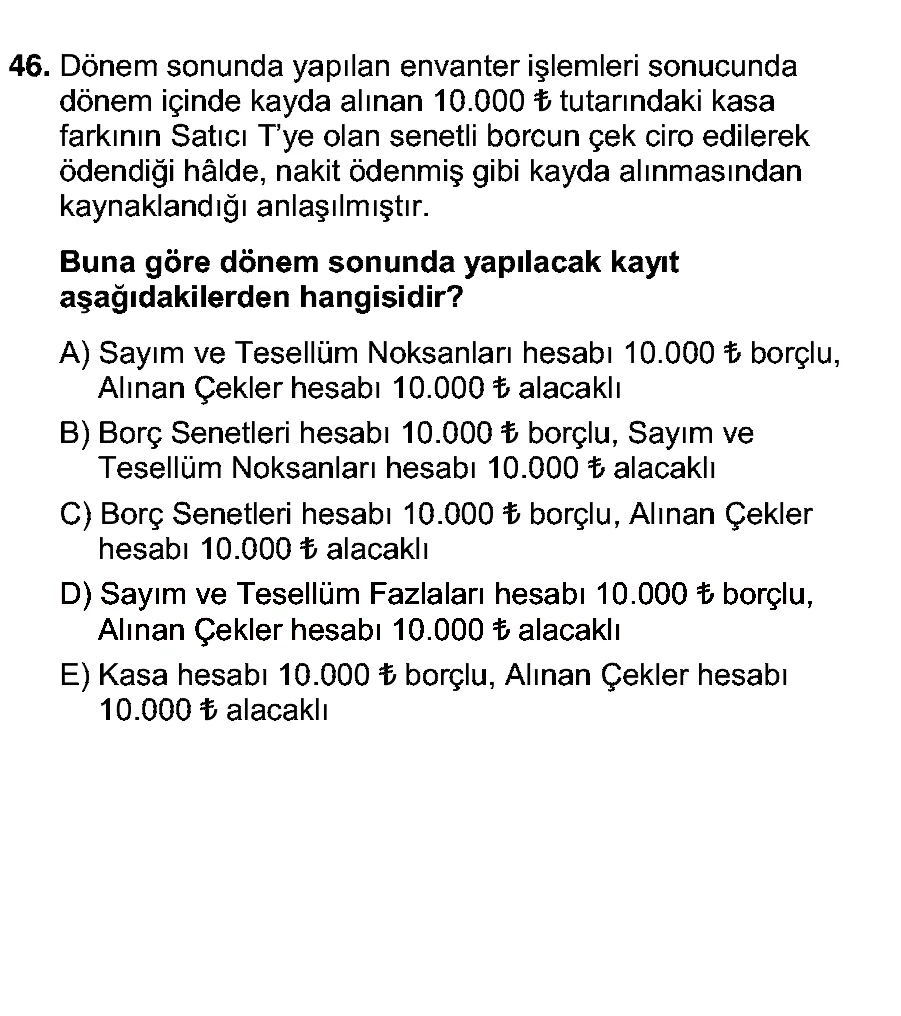 46. Dönem sonunda yapılan envanter işlemleri sonucunda
dönem içinde kayda alınan 10.000 ₺ tutarındaki kasa
farkının Satıcı T'ye olan senetli borcun çek ciro edilerek
ödendiği hâlde, nakit ödenmiş gibi kayda alınmasından
kaynaklandığı anlaşılmıştır.
Buna göre dönem sonunda yapılacak kayıt
aşağıdakilerden hangisidir?
A) Sayım ve Tesellüm Noksanları hesabı 10.000 ₺ borçlu,
Alınan Çekler hesabı 10.000 ₺ alacaklı
B) Borç Senetleri hesabı 10.000 ₺ borçlu, Sayım ve
Tesellüm Noksanları hesabı 10.000 ₺ alacaklı
C) Borç Senetleri hesabı 10.000 ₺ borçlu, Alınan Çekler
hesabı 10.000 ₺ alacaklı
D) Sayım ve Tesellüm Fazlaları hesabı 10.000 ₺ borçlu,
Alınan Çekler hesabı 10.000 ₺ alacaklı
E) Kasa hesabı 10.000 ₺ borçlu, Alınan Çekler hesabı
10.000 ₺ alacaklı